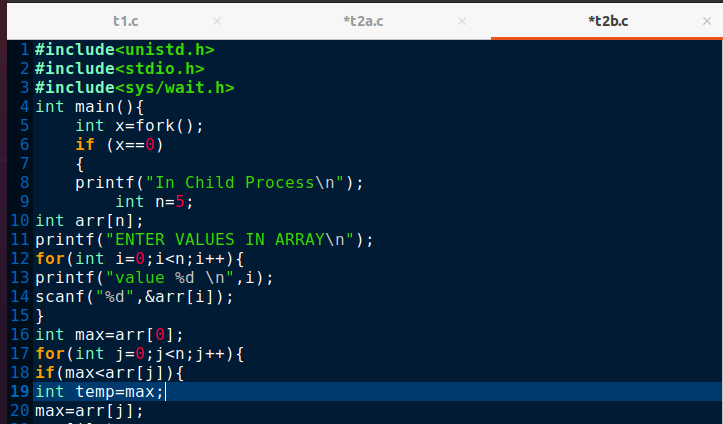 t1.c × *t2a.c × *t2b.c ×
1 #include<unistd.h>
2 #include<stdio.h>
3 #include<sys/wait.h>
4 int main(){
5     int x=fork();
6     if (x==0)
7     {
8     printf("In Child Process\n");
9         int n=5;
10 int arr[n];
11 printf("ENTER VALUES IN ARRAY\n");
12 for(int i=0;i<n;i++){
13 printf("value %d \n",i);
14 scanf("%d",&arr[i]);
15 }
16 int max=arr[0];
17 for(int j=0;j<n;j++){
18 if(max<arr[j]){
19 int temp=max;
20 max=arr[j];